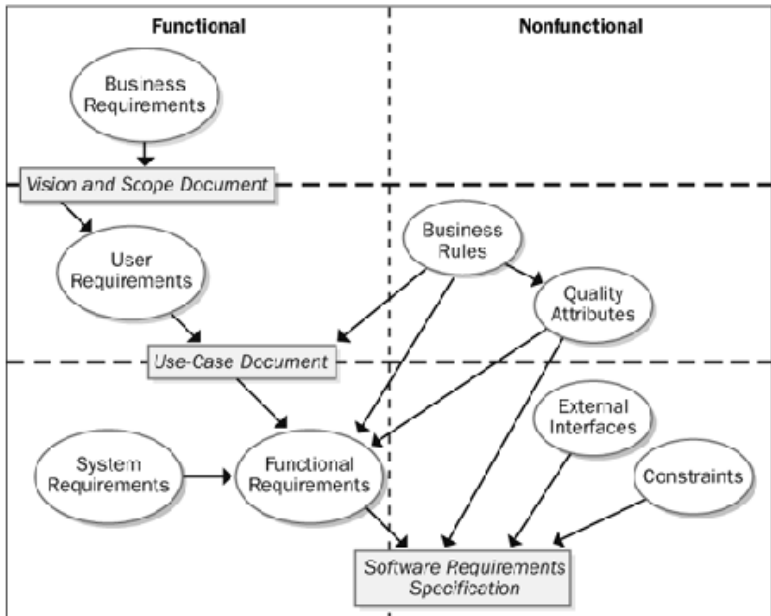 Functional
Nonfunctional
Business
Requirements
Vision and Scope Document
User
Requirements
Business
Rules
Quality
Attributes
Use-Case Document
External
Interfaces
System
Requirements
Functional
Requirements
Constraints
Software Requirements
Specification